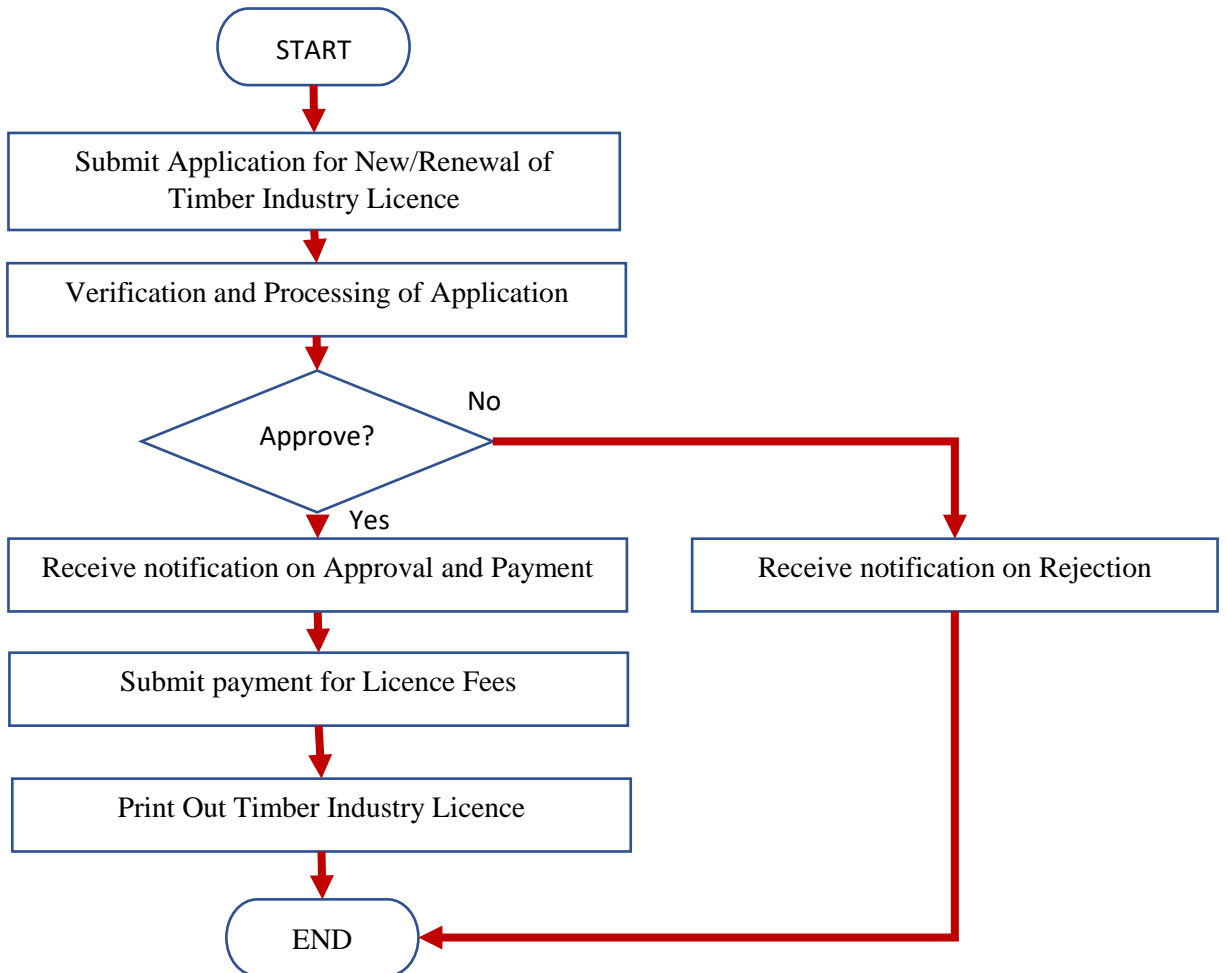 START
Submit Application for New/Renewal of
Timber Industry Licence
Verification and Processing of Application
Approve?
No
Yes
Receive notification on Approval and Payment
Receive notification on Rejection
Submit payment for Licence Fees
Print Out Timber Industry Licence
END